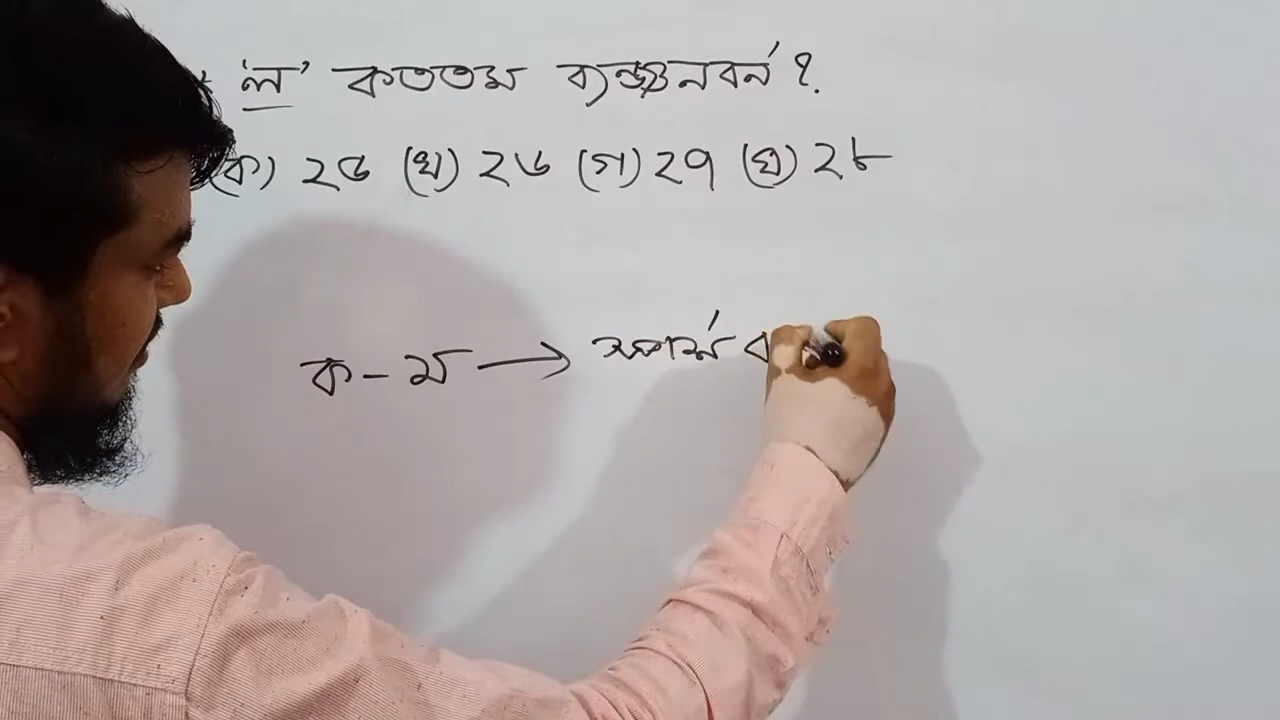 'ল' কততম ব্যঞ্জনবর্ন ?
(ক) ২৫ (খ) ২৬ (গ) ২৭ (ঘ) ২৮
ক - ম → স্পর্শ ব